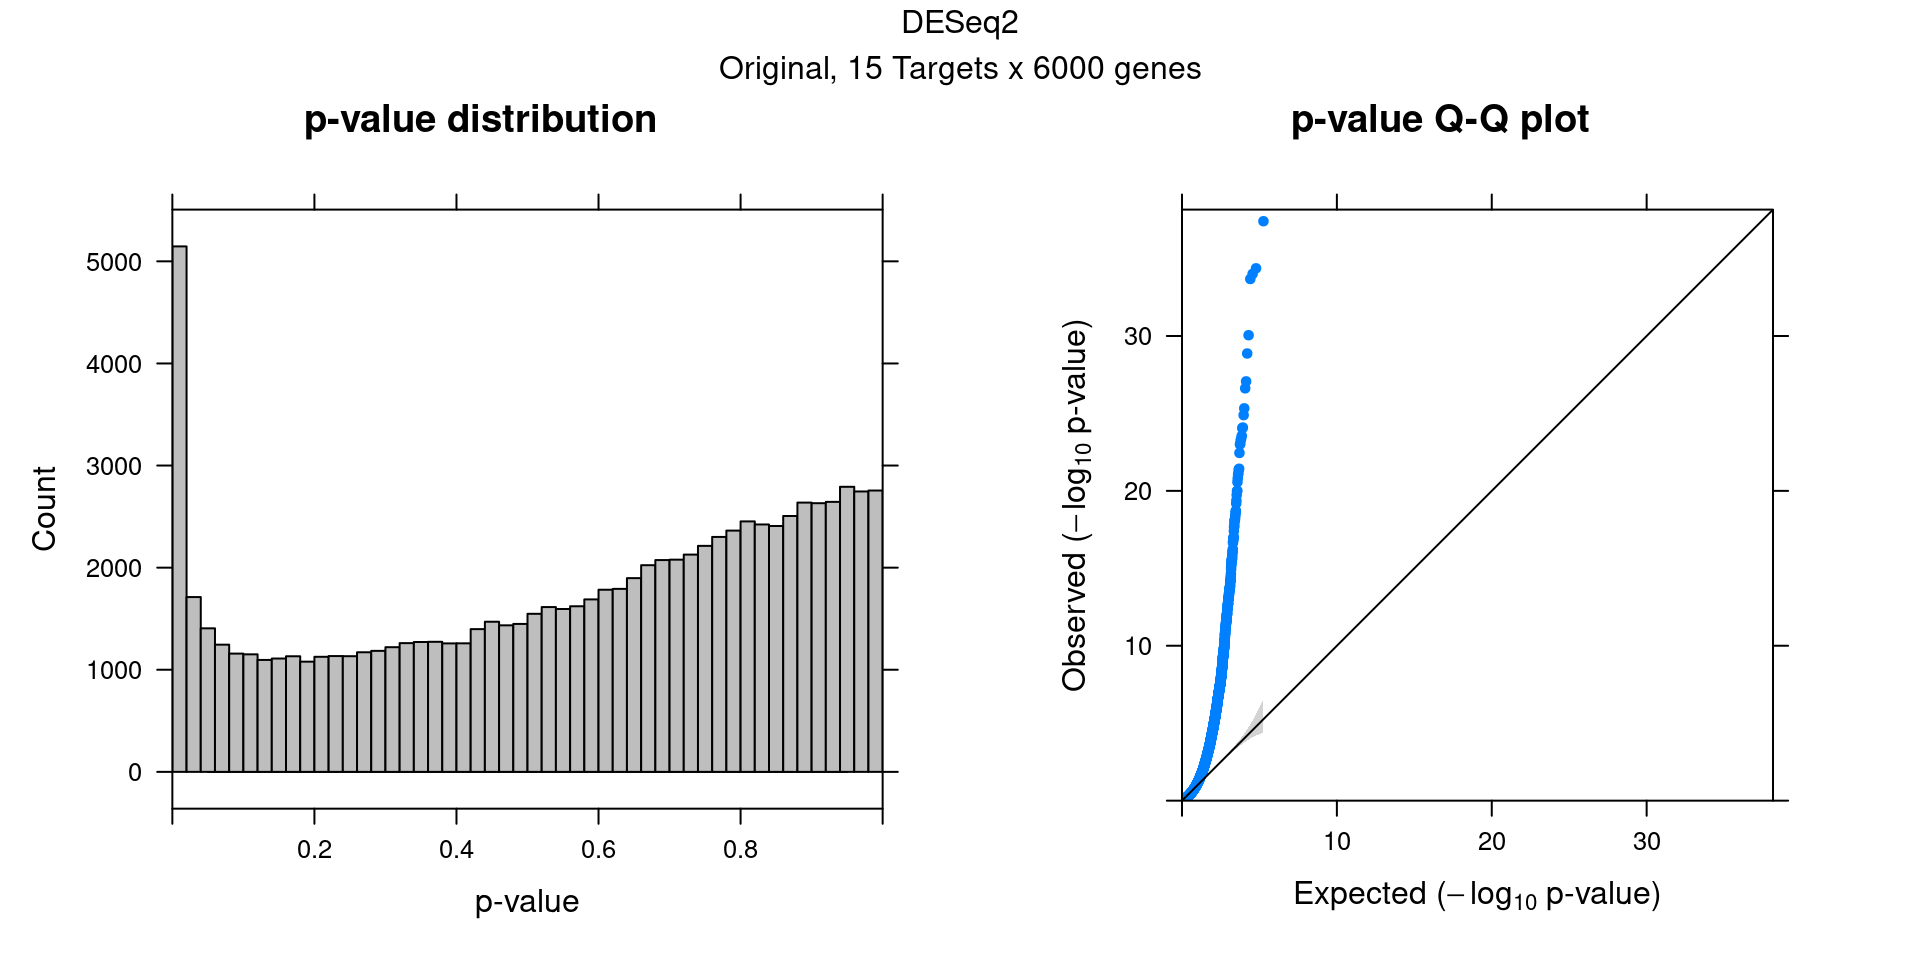 DESeq2
Original, 15 Targets x 6000 genes
p-value distribution
5000
4000
3000
2000
1000
0
Count
0.2 0.4 0.6 0.8
p-value
p-value Q-Q plot
30
20
10
Observed (−log10 p-value)
10 20 30
Expected (−log10 p-value)